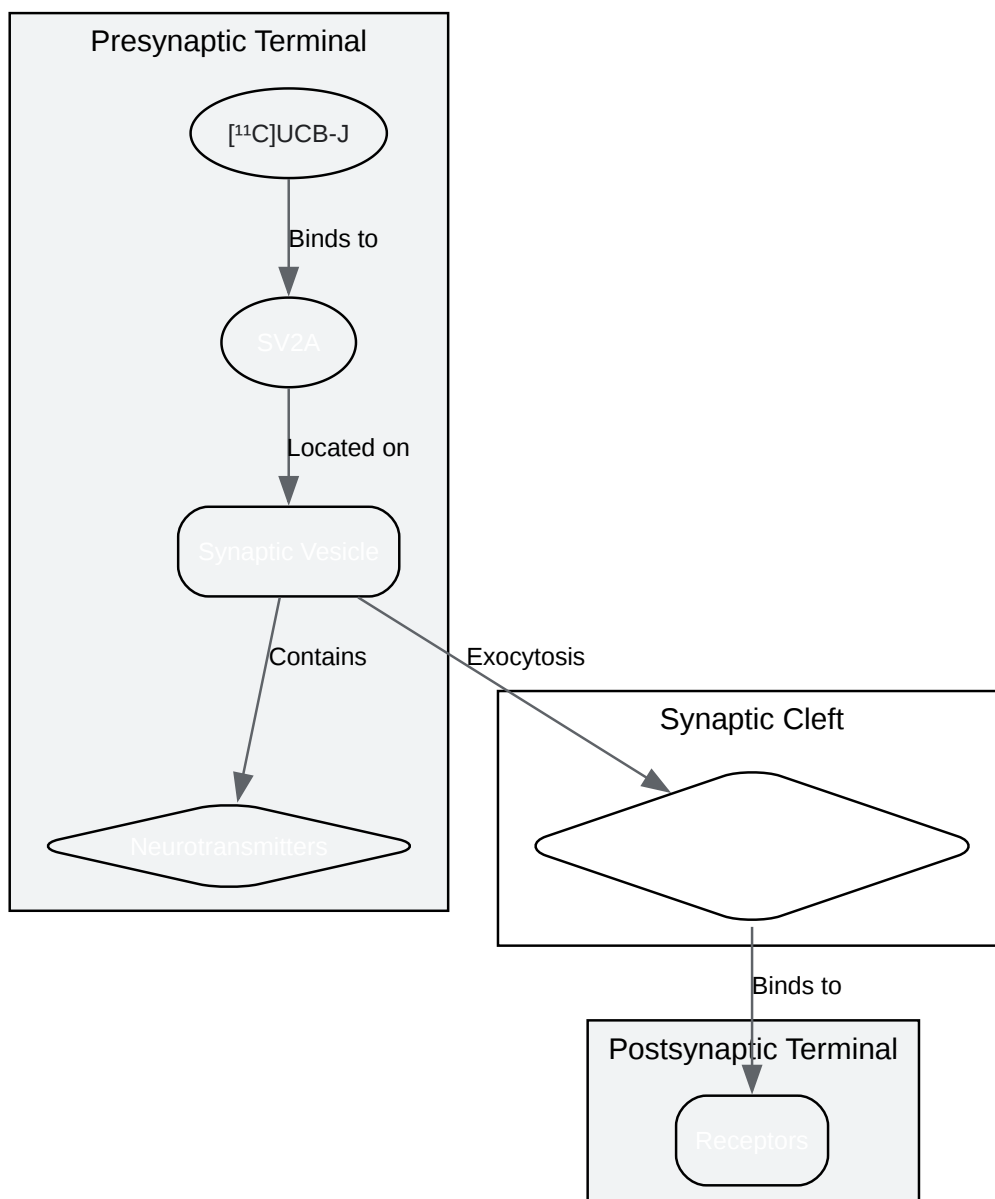 Presynaptic Terminal
[¹¹C]UCB-J
Binds to
SV2A
Located on
Synaptic Vesicle
Contains
Exocytosis
Synaptic Cleft
Neurotransmitters
Binds to
Postsynaptic Terminal
Receptors